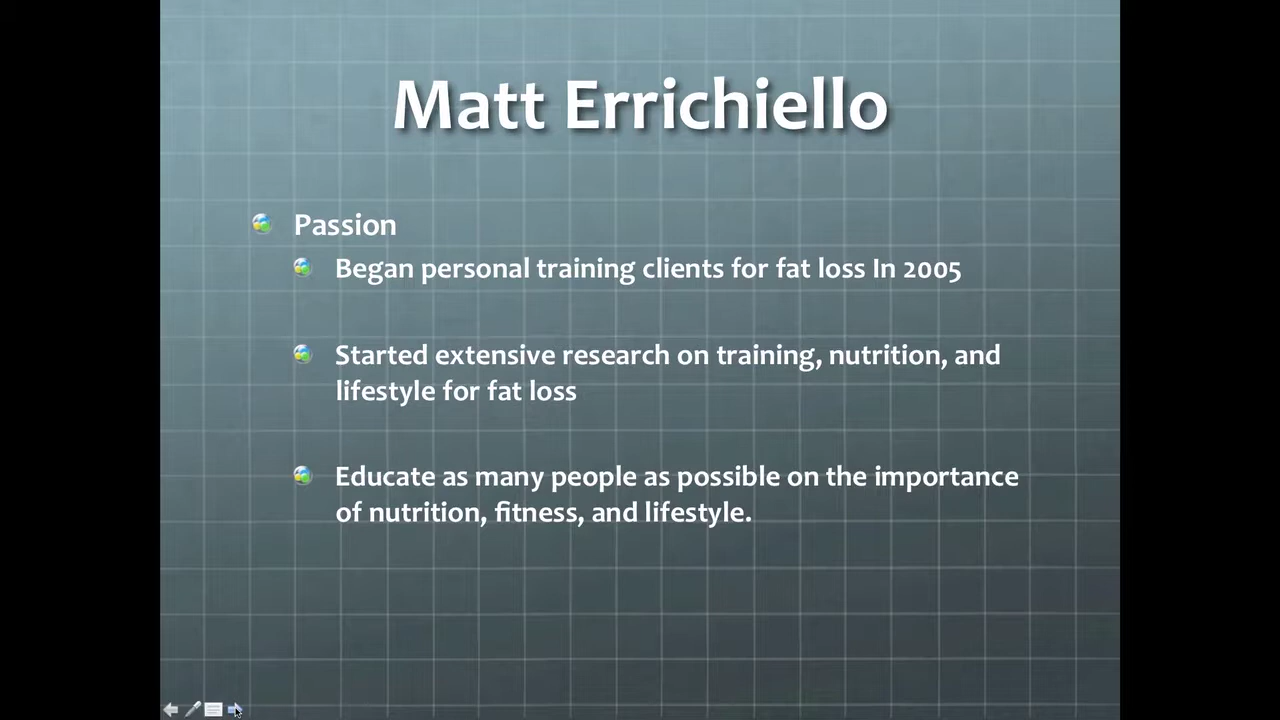 Matt Errichiello
Passion
Began personal training clients for fat loss In 2005
Started extensive research on training, nutrition, and
lifestyle for fat loss
Educate as many people as possible on the importance
of nutrition, fitness, and lifestyle.